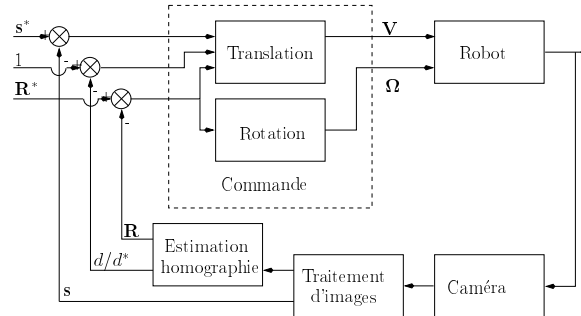 s*
+
-
1
+
-
R*
+
-
Translation
V
Robot
Ω
Rotation
Commande
R
Estimation
homographie
d/d*
s
Traitement
d'images
Caméra